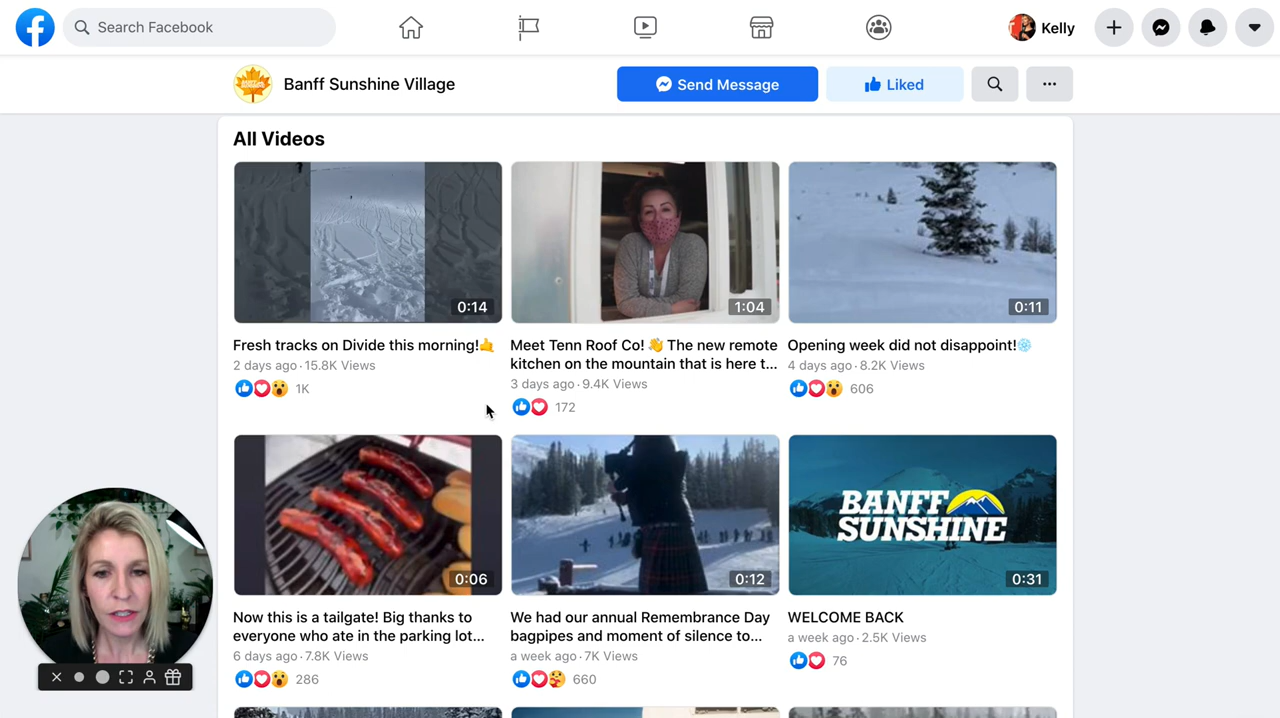 Search Facebook
Kelly
Banff Sunshine Village
Send Message
Liked
All Videos
0:14
1:04
0:11
Fresh tracks on Divide this morning!🤙
2 days ago · 15.8K Views
1K
Meet Tenn Roof Co! 👋 The new remote
kitchen on the mountain that is here t...
3 days ago · 9.4K Views
172
Opening week did not disappoint!❄️
4 days ago · 8.2K Views
606
0:06
0:12
BANFF
SUNSHINE
0:31
Now this is a tailgate! Big thanks to
everyone who ate in the parking lot...
6 days ago · 7.8K Views
286
We had our annual Remembrance Day
bagpipes and moment of silence to...
a week ago · 7K Views
660
WELCOME BACK
a week ago · 2.5K Views
76